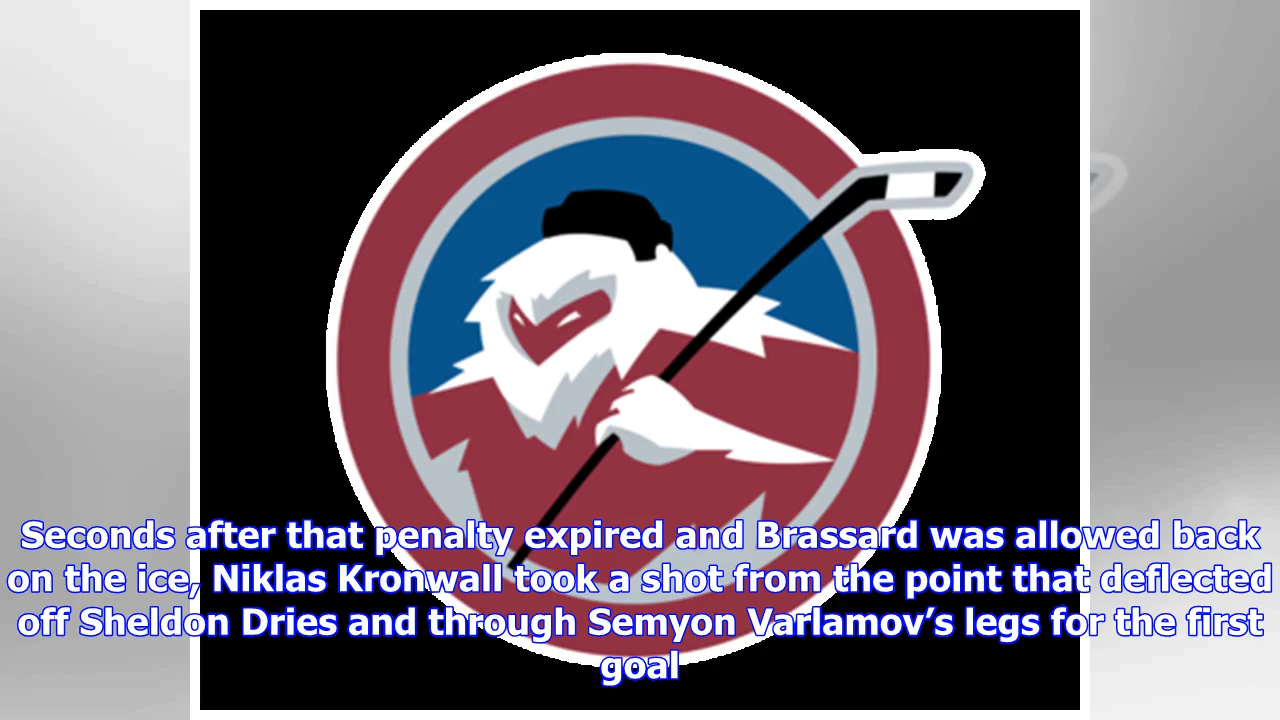 Seconds after that penalty expired and Brassard was allowed back
on the ice, Niklas Kronwall took a shot from the point that deflected
off Sheldon Dries and through Semyon Varlamov’s legs for the first
goal